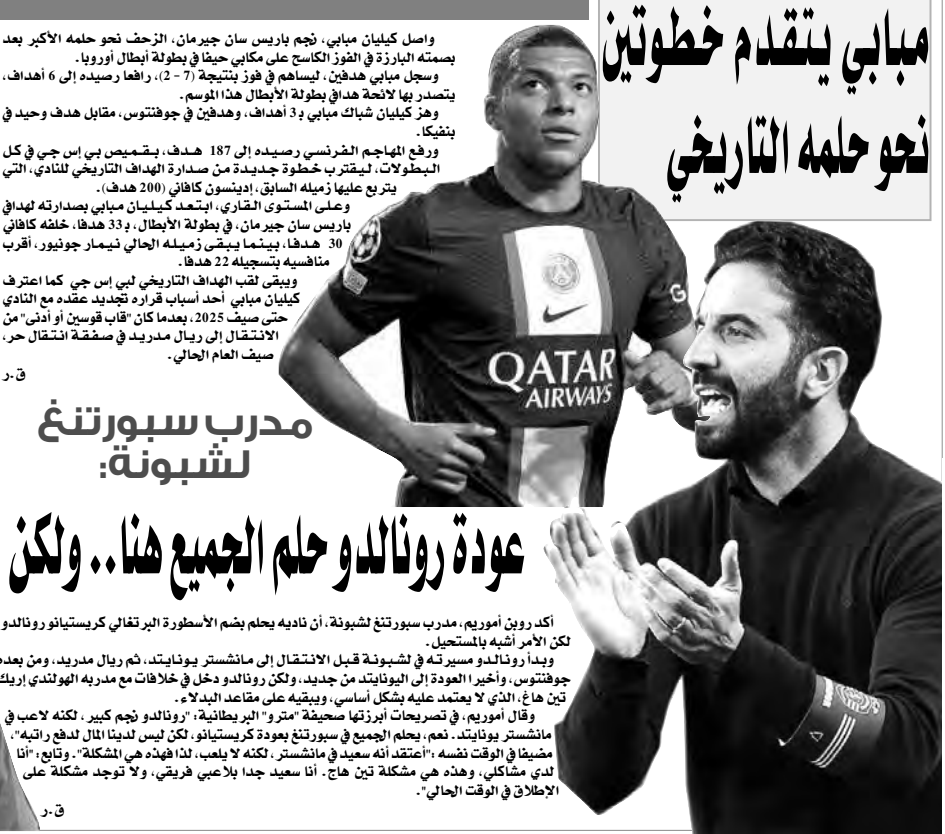 مبابي يتقدم خطوتين
نحو حلمه التاريخي
واصل كيليان مبابي، نجم باريس سان جيرمان، الزحف نحو حلمه الأكبر بعد
بصمته البارزة في الفوز الكاسح على مكابي حيفا في بطولة أبطال أوروبا.
وسجل مبابي هدفين، ليساهم في فوز بنتيجة (7 - 2)، رافعا رصيده إلى 6 أهداف،
يتصدر بها لائحة هدافي بطولة الأبطال هذا الموسم.
وهز كيليان شباك مبابي بـ3 أهداف، وهدفين في جوفنتوس، مقابل هدف وحيد في
بنفيكا.
ورفع المهاجم الفرنسي رصيده إلى 187 هدف، بقميص بي إس جي في كل
البطولات، ليقترب خطوة جديدة من صدارة الهداف التاريخي للنادي، التي
يتربع عليها زميله السابق، إدينسون كافاني (200 هدف).
وعلى المستوى القاري، ابتعد كيليان مبابي بصدارته لهدافي
باريس سان جيرمان، في بطولة الأبطال، بـ33 هدفا، خلفه كافاني
30 هدفا، بينما يبقى زميله الحالي نيمار جونيور، أقرب
منافسيه بتسجيله 22 هدفا.
ويبقى لقب الهداف التاريخي لبي إس جي كما اعترف
كيليان مبابي أحد أسباب قراره تجديد عقده مع النادي
حتى صيف 2025، بعدما كان "قاب قوسين أو أدنى" من
الانتقال إلى ريال مدريد في صفقة انتقال حر،
صيف العام الحالي.
ق.ر
QATAR
AIRWAYS
مدرب سبورتنغ
لشبونة:
عودة رونالدو حلم الجميع هنا.. ولكن
أكد روبن أموريم، مدرب سبورتنغ لشبونة، أن ناديه يحلم بضم الأسطورة البرتغالي كريستيانو رونالدو
لكن الأمر أشبه بالمستحيل.
وبدأ رونالدو مسيرته في لشبونة قبل الانتقال إلى مانشستر يونايتد، ثم ريال مدريد، ومن بعده
جوفنتوس، وأخيرا العودة إلى اليونايتد من جديد، ولكن رونالدو دخل في خلافات مع مدربه الهولندي إريك
تين هاغ، الذي لا يعتمد عليه بشكل أساسي، ويبقيه على مقاعد البدلاء.
وقال أموريم، في تصريحات أبرزتها صحيفة "مترو" البريطانية: "رونالدو نجم كبير، لكنه لاعب في
مانشستر يونايتد. نعم، يحلم الجميع في سبورتنغ بعودة كريستيانو، لكن ليس لدينا المال لدفع راتبه"،
مضيفا في الوقت نفسه :"أعتقد أنه سعيد في مانشستر، لكنه لا يلعب، لذا فهذه هي المشكلة". وتابع: "أنا
لدي مشاكلي، وهذه هي مشكلة تين هاج. أنا سعيد جدا بلاعبي فريقي، ولا توجد مشكلة على
الإطلاق في الوقت الحالي".
ق.ر